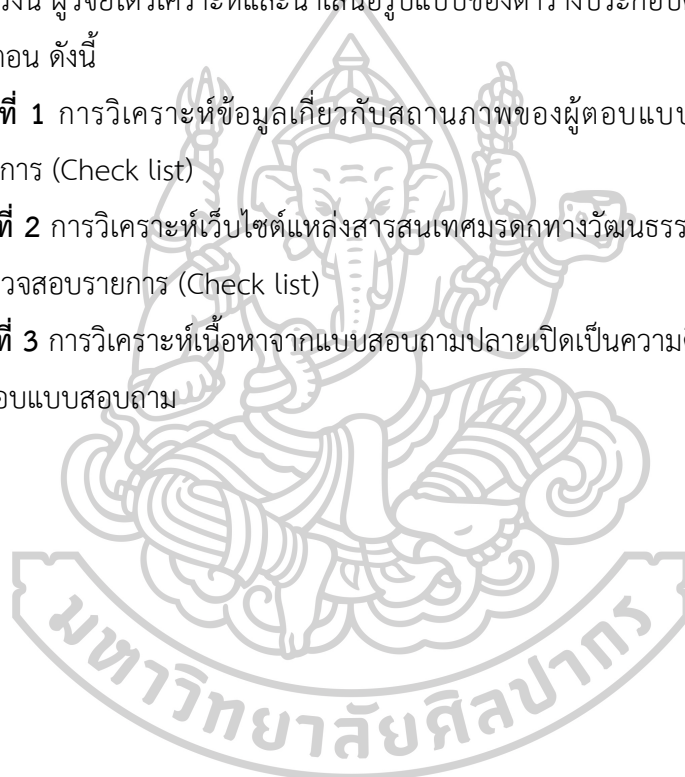 ผู้วิจัยได้วิเคราะห์และนำเสนอรูปแบบของตารางประกอบ
ดังนี้
ที่ 1 การวิเคราะห์ข้อมูลเกี่ยวกับสถานภาพของผู้ตอบแบบ
การ (Check list)
ที่ 2 การวิเคราะห์เว็บไซต์แหล่งสารสนเทศมรดกทางวัฒนธรร
วจสอบรายการ (Check list)
ที่ 3 การวิเคราะห์เนื้อหาจากแบบสอบถามปลายเปิดเป็นความ
อบแบบสอบถาม
มหาวิทยาลัยศิลปากร